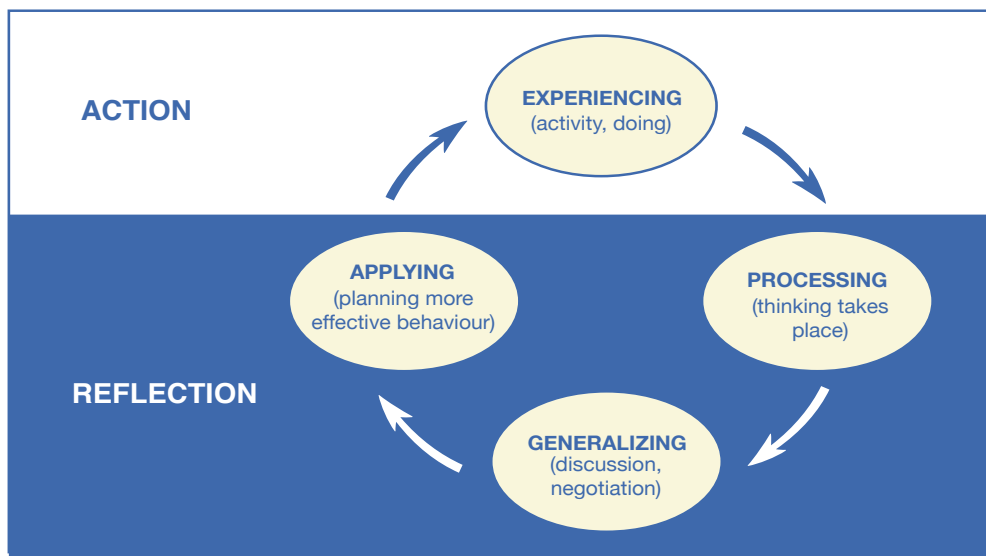 ACTION
EXPERIENCING
(activity, doing)
APPLYING
(planning more
effective behaviour)
PROCESSING
(thinking takes
place)
REFLECTION
GENERALIZING
(discussion,
negotiation)